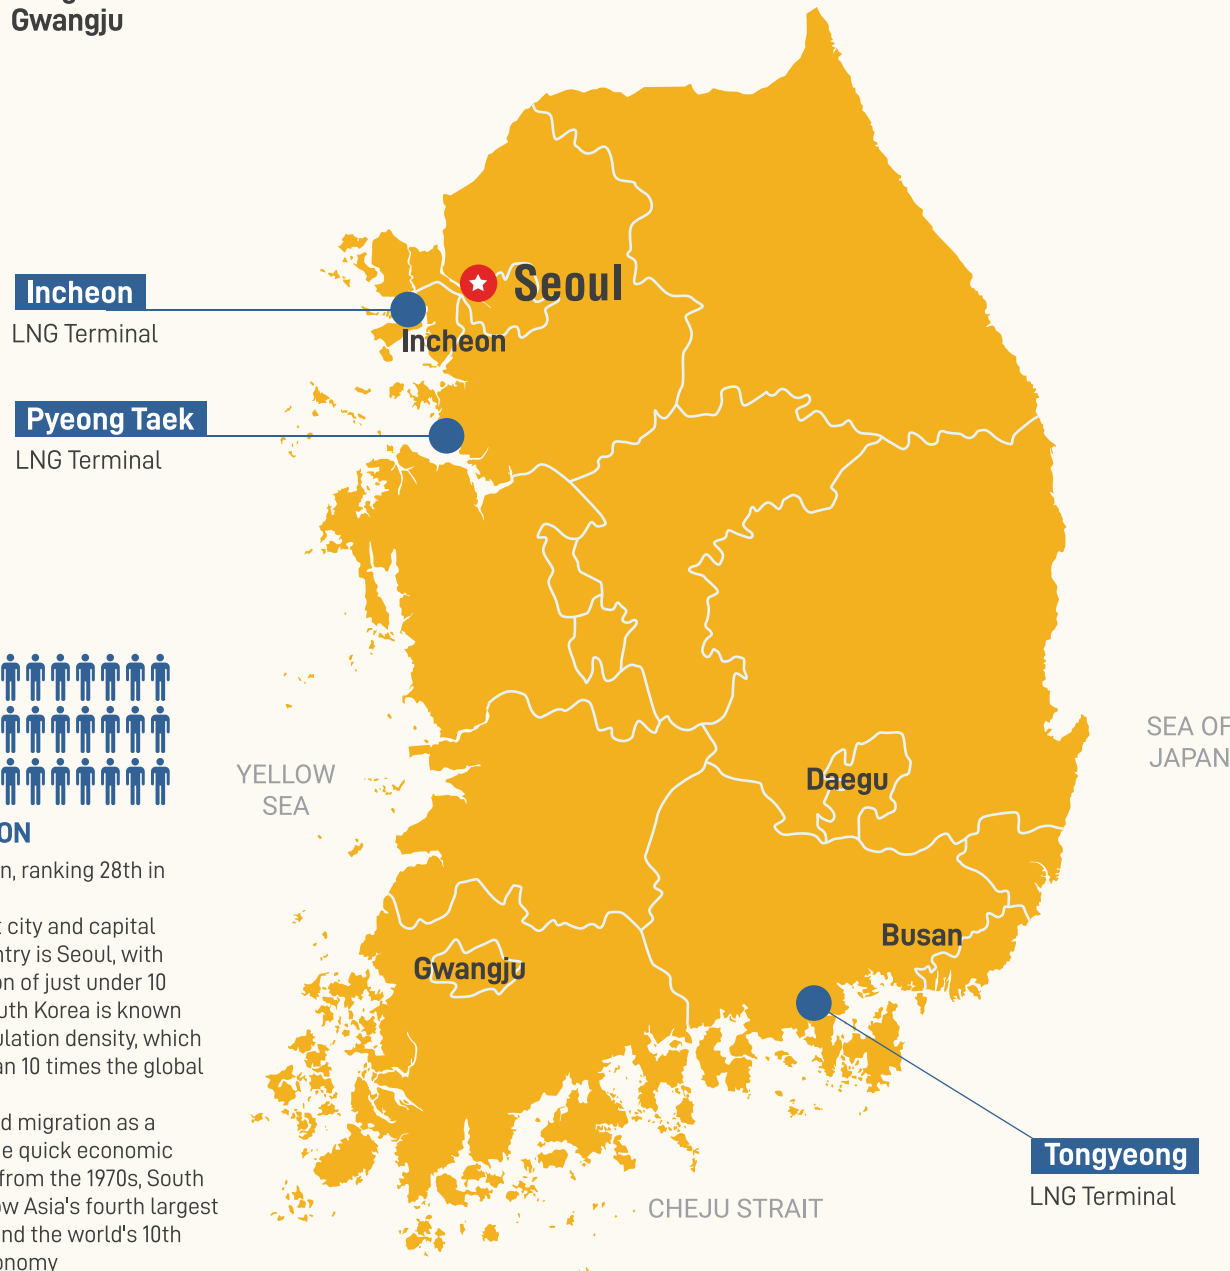 Gwangju
Seoul
Incheon
LNG Terminal
Incheon
Pyeong Taek
LNG Terminal
SEA OF
JAPAN
YELLOW
SEA
Daegu
ON
n, ranking 28th in
t city and capital
ntry is Seoul, with
on of just under 10
uth Korea is known
ulation density, which
an 10 times the global
Busan
Gwangju
d migration as a
e quick economic
from the 1970s, South
ow Asia's fourth largest
nd the world's 10th
onomy
Tongyeong
LNG Terminal
CHEJU STRAIT